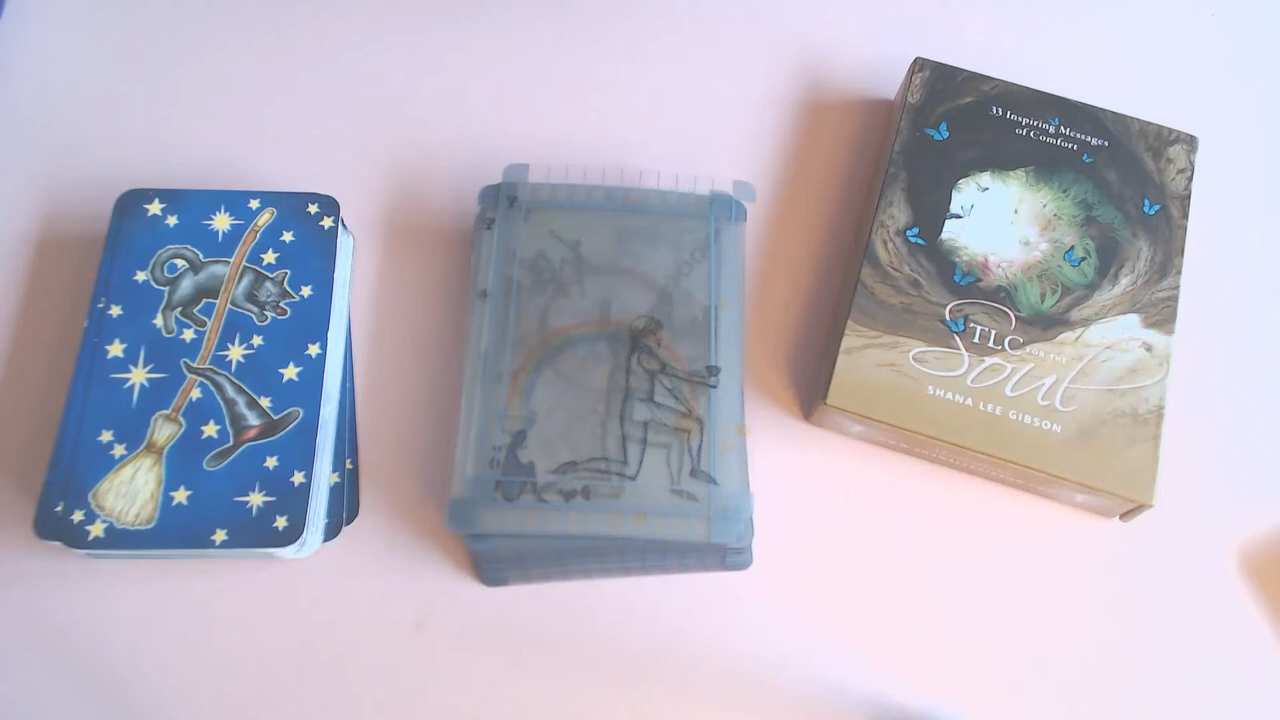 33 Inspiring Messages
of Comfort
TLC FOR THE
Soul
SHANA LEE GIBSON